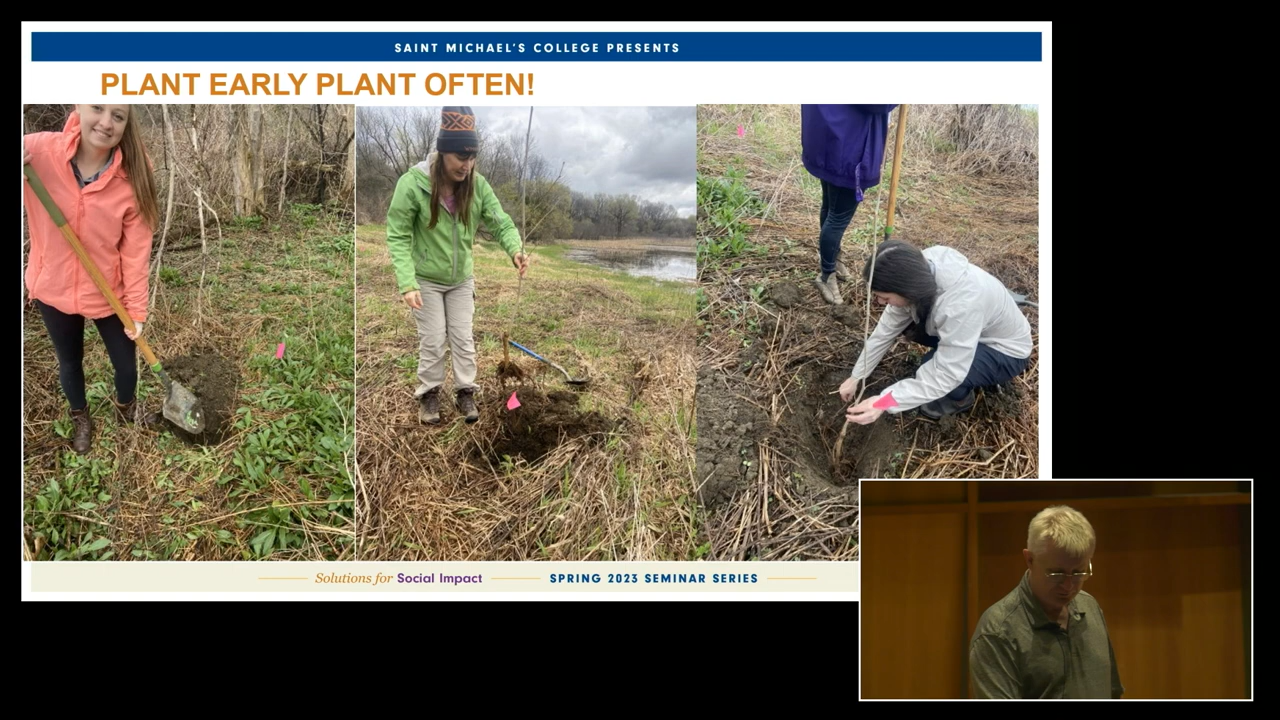 SAINT MICHAEL'S COLLEGE PRESENTS
PLANT EARLY PLANT OFTEN!
Solutions for Social Impact SPRING 2023 SEMINAR SERIES